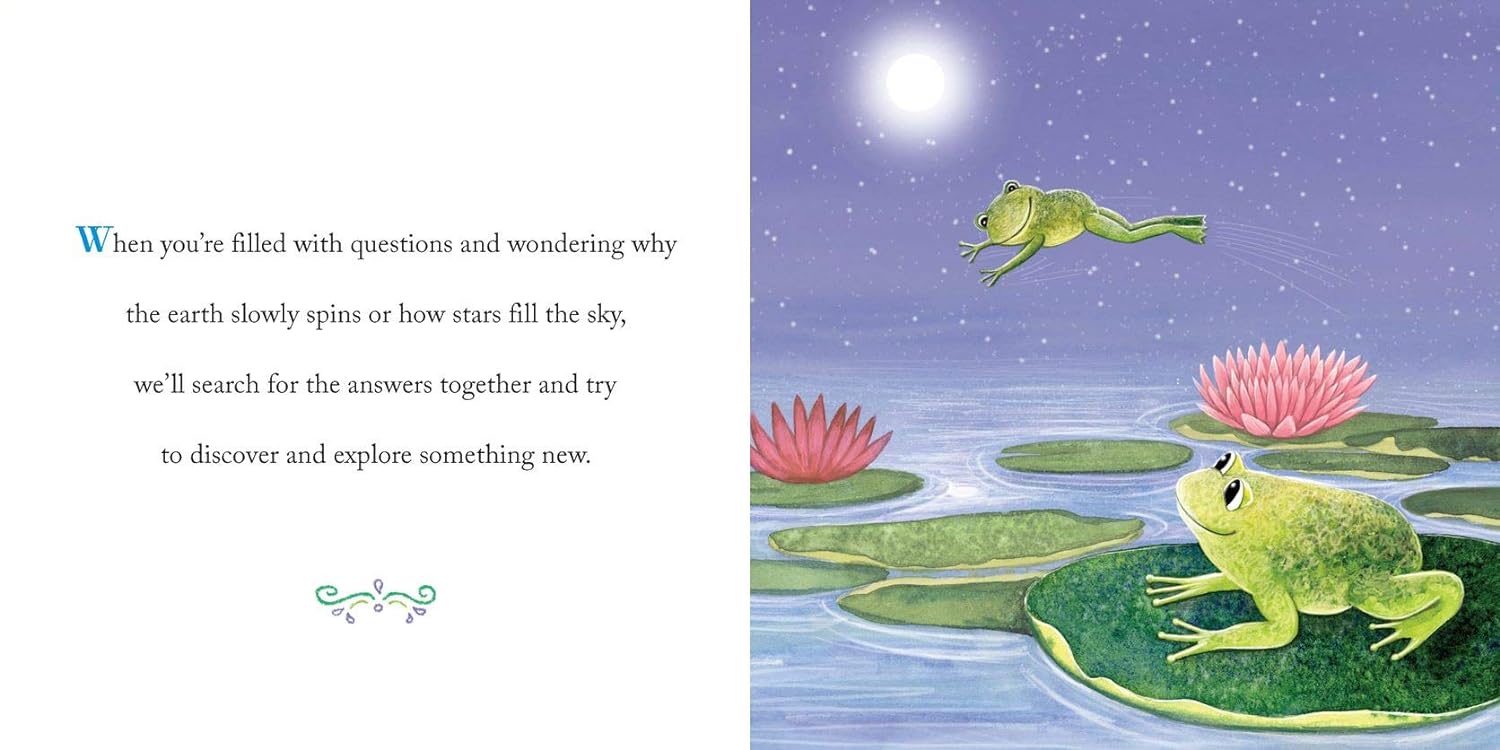 When you’re filled with questions and wondering why
the earth slowly spins or how stars fill the sky,
we’ll search for the answers together and try
to discover and explore something new.